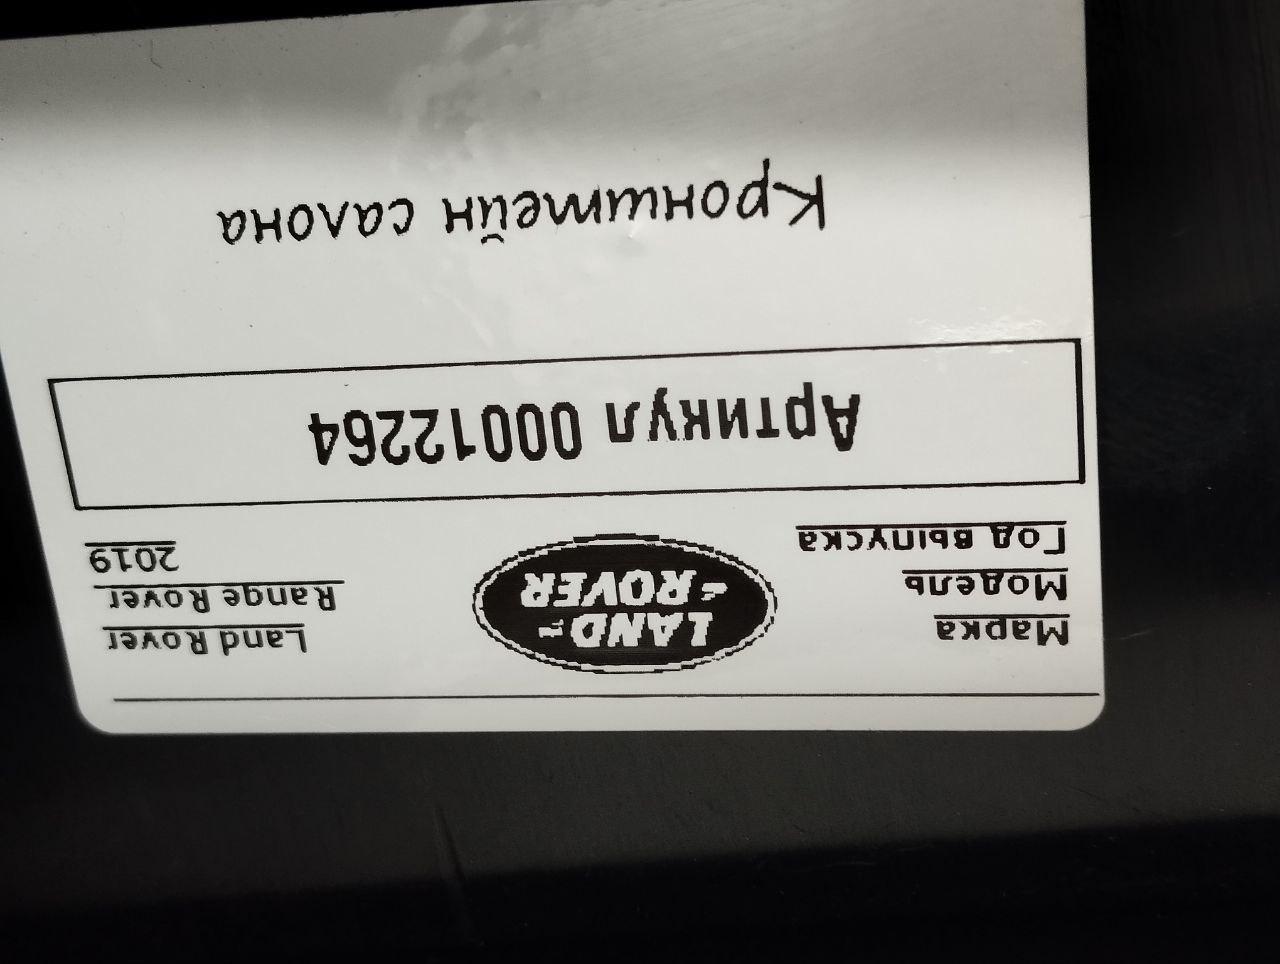 Марка Land Rover
Модель Range Rover
Год выпуска 2019
LAND-
-ROVER
Артикул 00012264
Кронштейн салона